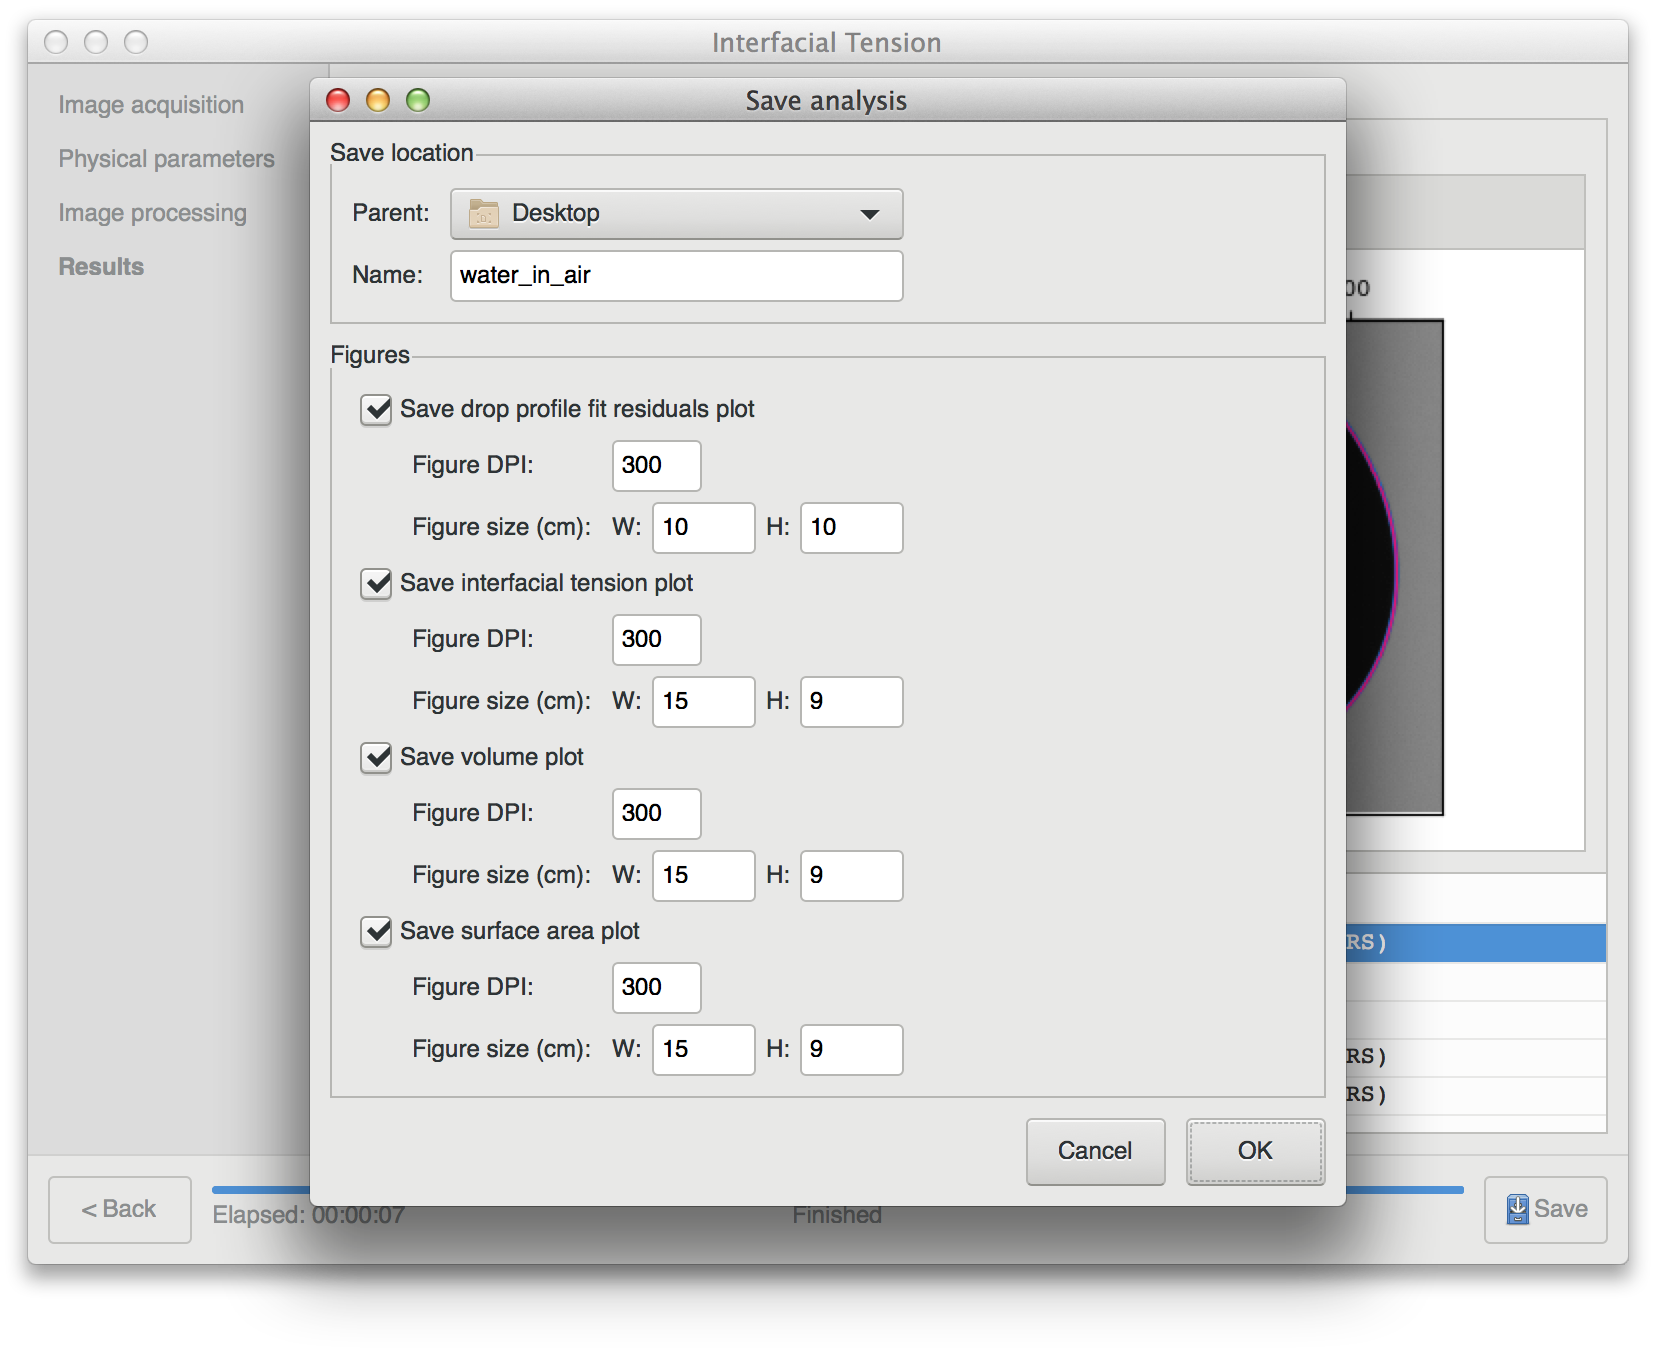 Interfacial Tension
Image acquisition
Physical parameters
Image processing
Results
Save analysis
Save location
Parent: Desktop
Name: water_in_air
Figures
Save drop profile fit residuals plot
Figure DPI: 300
Figure size (cm): W: 10 H: 10
Save interfacial tension plot
Figure DPI: 300
Figure size (cm): W: 15 H: 9
Save volume plot
Figure DPI: 300
Figure size (cm): W: 15 H: 9
Save surface area plot
Figure DPI: 300
Figure size (cm): W: 15 H: 9
Cancel OK
00
RS)
RS)
RS)
< Back
Elapsed: 00:00:07
Finished
Save